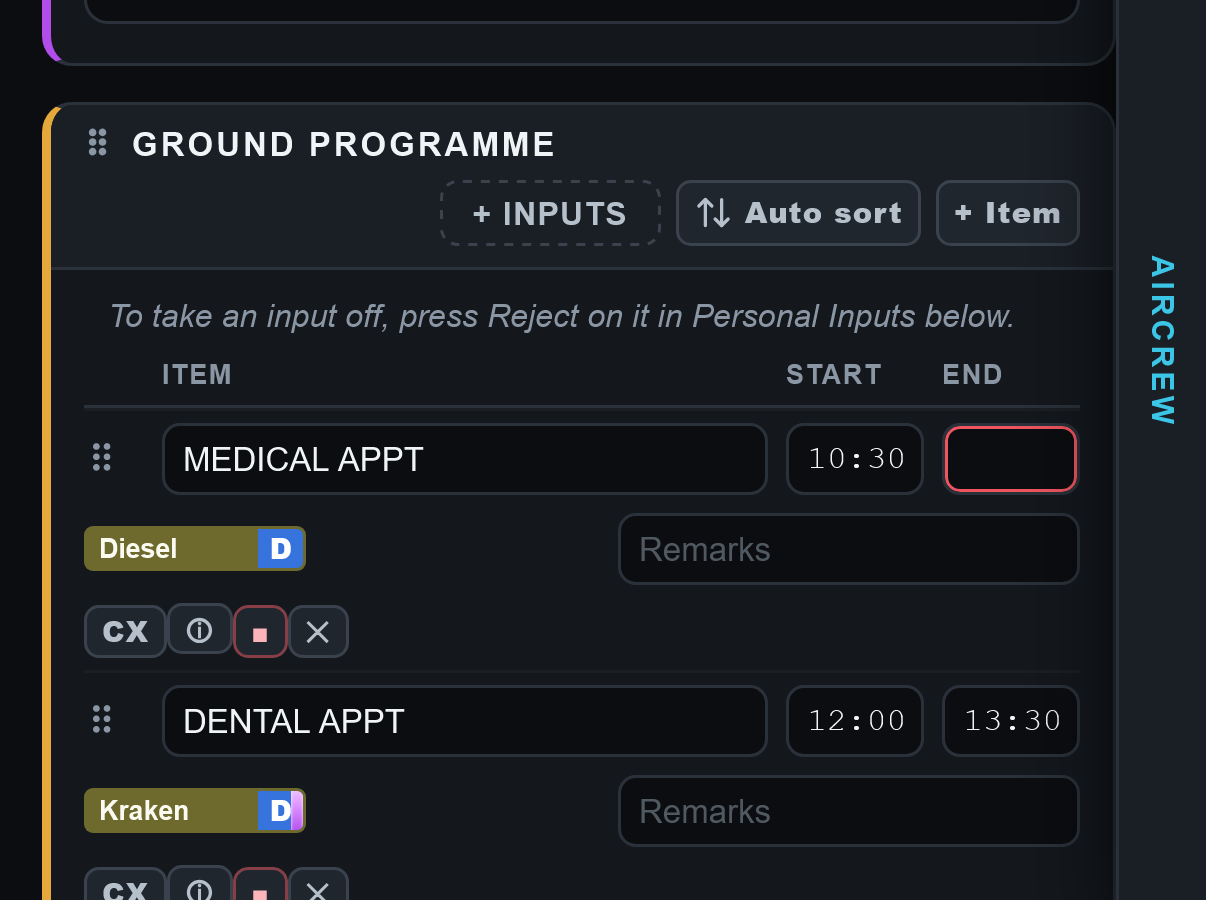 GROUND PROGRAMME
+ INPUTS
Auto sort
+ Item
To take an input off, press Reject on it in Personal Inputs below.
ITEM START END
MEDICAL APPT 10:30
Diesel D Remarks
CX
DENTAL APPT 12:00 13:30
Kraken D Remarks
CX
AIRCREW